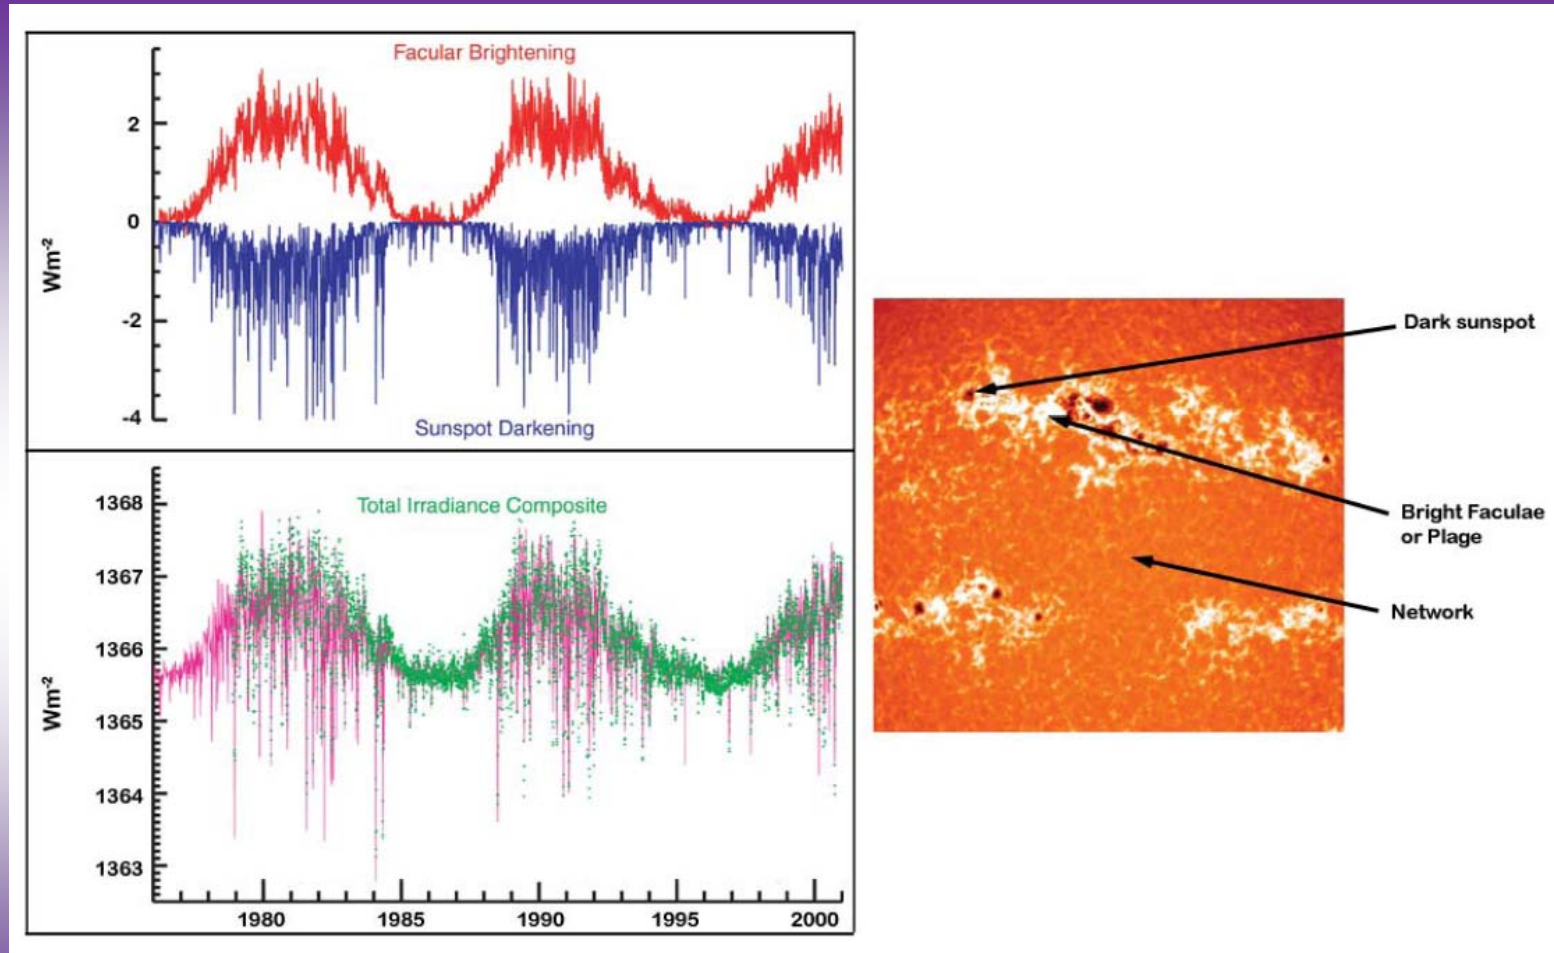 Facular Brightening
2
0
-2
-4
Wm-2
Sunspot Darkening
Total Irradiance Composite
1368
1367
1366
1365
1364
1363
Wm-2
1980 1985 1990 1995 2000
Dark sunspot
Bright Faculae
or Plage
Network